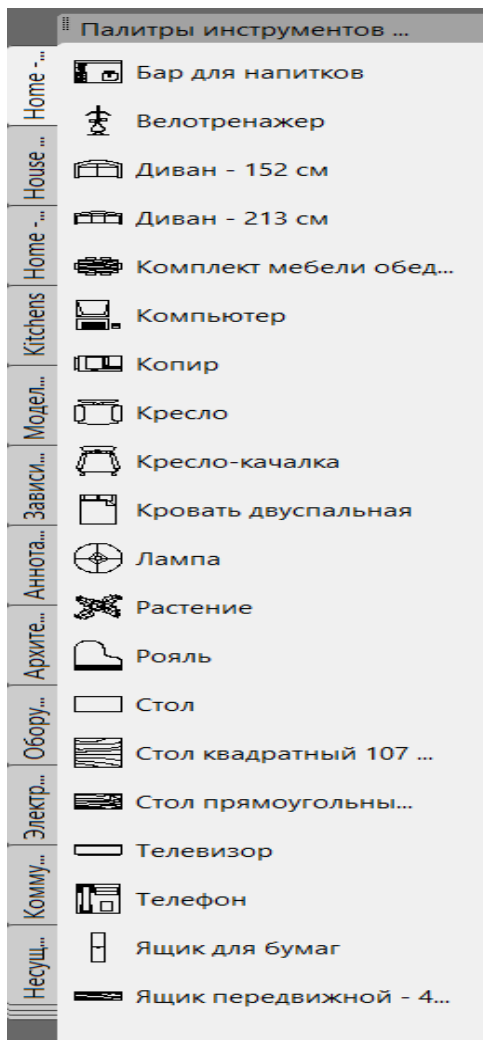 Палитры инструментов ...
Home -...
House ...
Home -...
Kitchens
Модел...
Зависи...
Аннота...
Архите...
Обору...
Электр...
Комму...
Несущ...
Бар для напитков
Велотренажер
Диван - 152 см
Диван - 213 см
Комплект мебели обед...
Компьютер
Копир
Кресло
Кресло-качалка
Кровать двуспальная
Лампа
Растение
Рояль
Стол
Стол квадратный 107 ...
Стол прямоугольны...
Телевизор
Телефон
Ящик для бумаг
Ящик передвижной - 4...